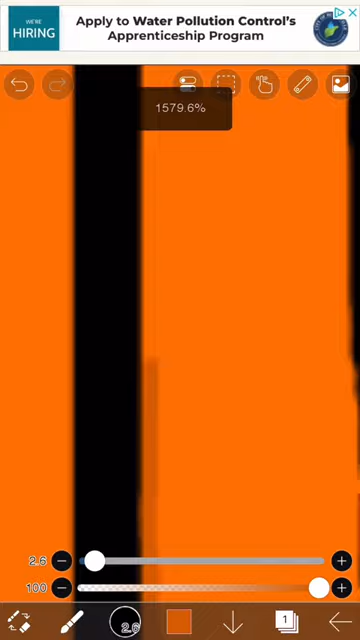 WE'RE
HIRING
Apply to Water Pollution Control's
Apprenticeship Program
1579.6%
2.6
100
2.6
1